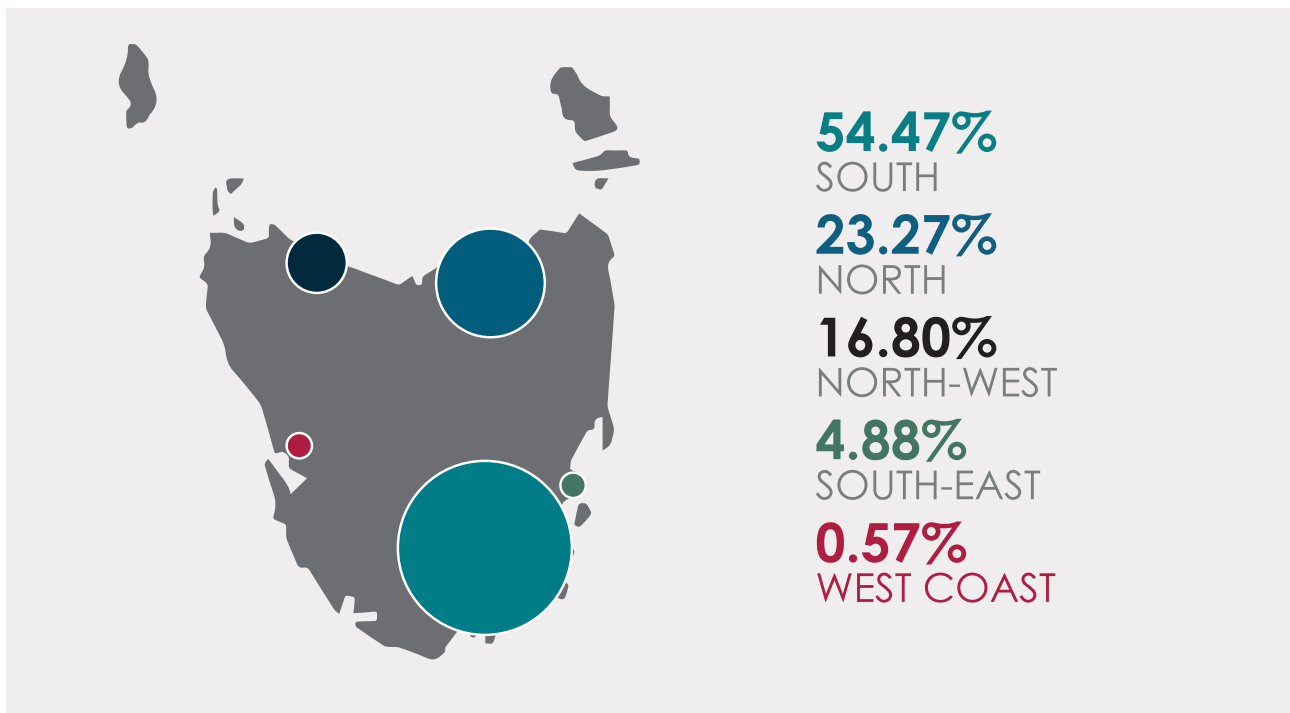 54.47%
SOUTH
23.27%
NORTH
16.80%
NORTH-WEST
4.88%
SOUTH-EAST
0.57%
WEST COAST